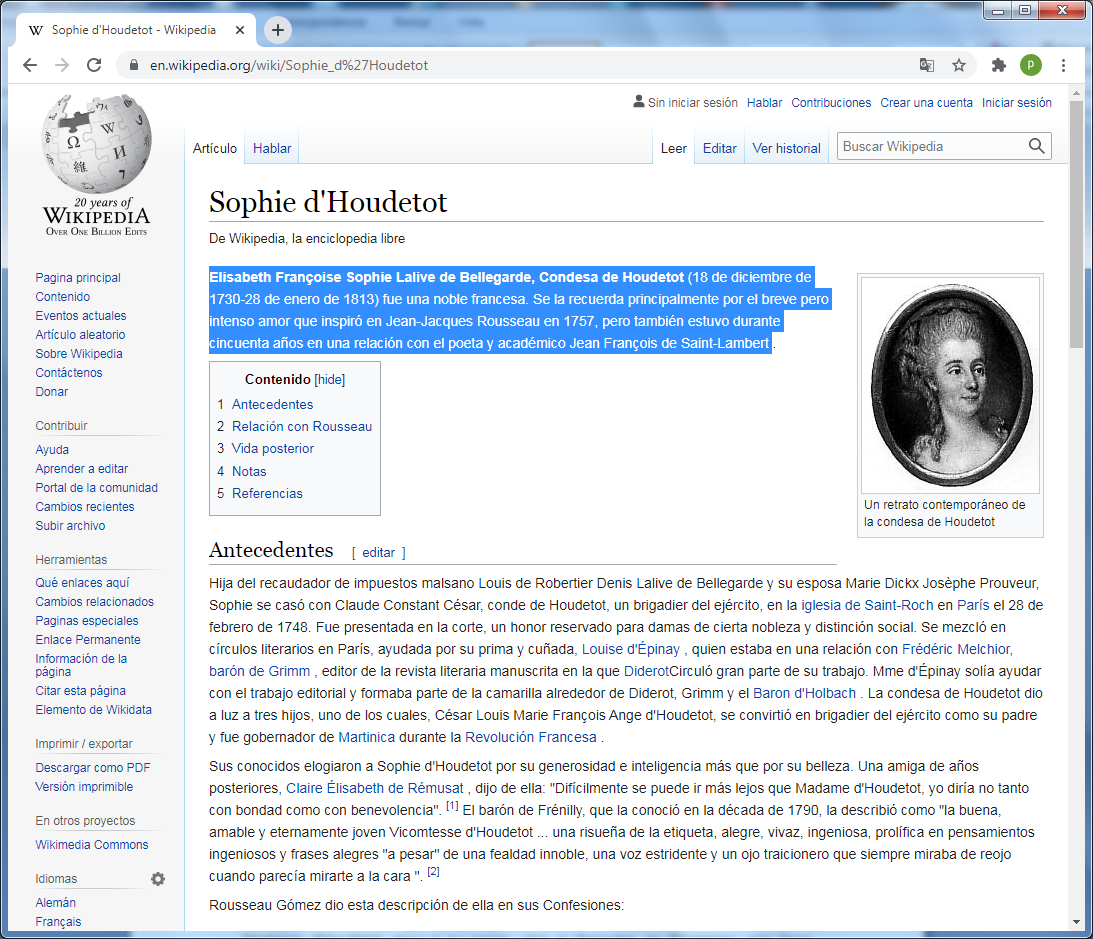 Sophie d'Houdetot - Wikipedia
en.wikipedia.org/wiki/Sophie_d%27Houdetot
P
Sin iniciar sesión Hablar Contribuciones Crear una cuenta Iniciar sesión
Artículo Hablar Leer Editar Ver historial Buscar Wikipedia
20 years of
WIKIPEDIA
OVER ONE BILLION EDITS
Pagina principal
Contenido
Eventos actuales
Artículo aleatorio
Sobre Wikipedia
Contáctenos
Donar
Contribuir
Ayuda
Aprender a editar
Portal de la comunidad
Cambios recientes
Subir archivo
Herramientas
Qué enlaces aquí
Cambios relacionados
Paginas especiales
Enlace Permanente
Información de la
página
Citar esta página
Elemento de Wikidata
Imprimir / exportar
Descargar como PDF
Versión imprimible
En otros proyectos
Wikimedia Commons
Idiomas
Alemán
Français
Sophie d'Houdetot
De Wikipedia, la enciclopedia libre
Elisabeth Françoise Sophie Lalive de Bellegarde, Condesa de Houdetot (18 de diciembre de
1730-28 de enero de 1813) fue una noble francesa. Se la recuerda principalmente por el breve pero
intenso amor que inspiró en Jean-Jacques Rousseau en 1757, pero también estuvo durante
cincuenta años en una relación con el poeta y académico Jean François de Saint-Lambert .
Un retrato contemporáneo de
la condesa de Houdetot
Contenido [hide]
1 Antecedentes
2 Relación con Rousseau
3 Vida posterior
4 Notas
5 Referencias
Antecedentes [ editar ]
Hija del recaudador de impuestos malsano Louis de Robertier Denis Lalive de Bellegarde y su esposa Marie Dickx Josèphe Prouveur,
Sophie se casó con Claude Constant César, conde de Houdetot, un brigadier del ejército, en la iglesia de Saint-Roch en París el 28 de
febrero de 1748. Fue presentada en la corte, un honor reservado para damas de cierta nobleza y distinción social. Se mezcló en
círculos literarios en París, ayudada por su prima y cuñada, Louise d'Épinay , quien estaba en una relación con Frédéric Melchior,
barón de Grimm , editor de la revista literaria manuscrita en la que DiderotCirculó gran parte de su trabajo. Mme d'Épinay solía ayudar
con el trabajo editorial y formaba parte de la camarilla alrededor de Diderot, Grimm y el Baron d'Holbach . La condesa de Houdetot dio
a luz a tres hijos, uno de los cuales, César Louis Marie François Ange d'Houdetot, se convirtió en brigadier del ejército como su padre
y fue gobernador de Martinica durante la Revolución Francesa .
Sus conocidos elogiaron a Sophie d'Houdetot por su generosidad e inteligencia más que por su belleza. Una amiga de años
posteriores, Claire Élisabeth de Rémusat , dijo de ella: "Difícilmente se puede ir más lejos que Madame d'Houdetot, yo diría no tanto
con bondad como con benevolencia". [1] El barón de Frénilly, que la conoció en la década de 1790, la describió como "la buena,
amable y eternamente joven Vicomtesse d'Houdetot ... una risueña de la etiqueta, alegre, vivaz, ingeniosa, prolífica en pensamientos
ingeniosos y frases alegres "a pesar" de una fealdad innoble, una voz estridente y un ojo traicionero que siempre miraba de reojo
cuando parecía mirarte a la cara ". [2]
Rousseau Gómez dio esta descripción de ella en sus Confesiones: